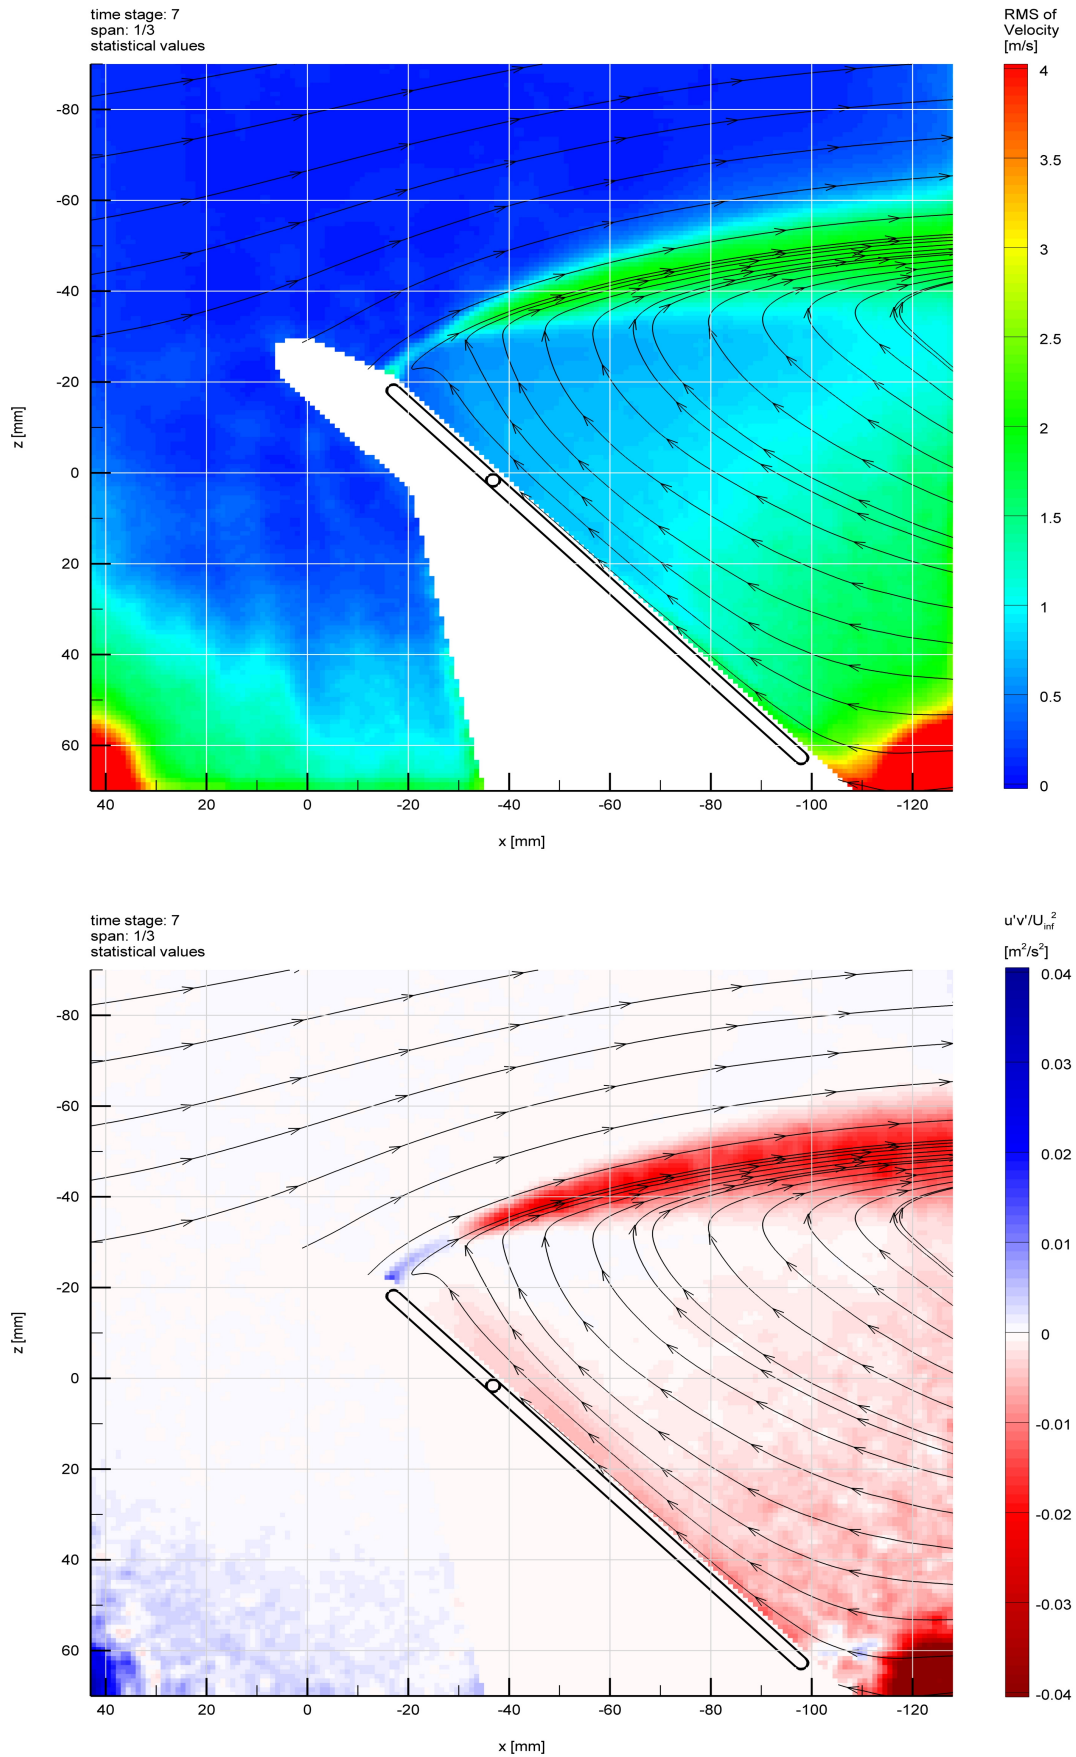 time stage: 7
span: 1/3
statistical values
RMS of
Velocity
[m/s]
-80
-60
-40
-20
0
20
40
60
z [mm]
40 20 0 -20 -40 -60 -80 -100 -120
x [mm]
4
3.5
3
2.5
2
1.5
1
0.5
0
time stage: 7
span: 1/3
statistical values
u'v'/U_inf^2
[m^2/s^2]
-80
-60
-40
-20
0
20
40
60
z [mm]
40 20 0 -20 -40 -60 -80 -100 -120
x [mm]
0.04
0.03
0.02
0.01
0
-0.01
-0.02
-0.03
-0.04